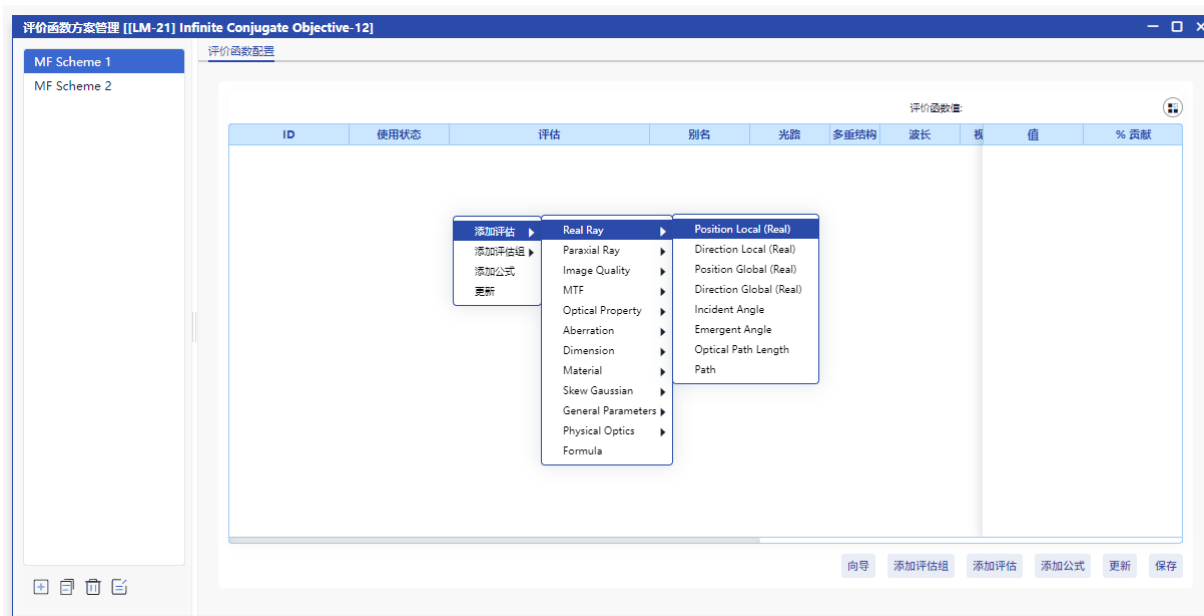 评价函数方案管理 [[LM-21] Infinite Conjugate Objective-12]
MF Scheme 1
MF Scheme 2
评价函数配置
评价函数值:
ID 使用状态 评估 别名 光路 多重结构 波长 值 % 贡献
添加评估
添加评估组
添加公式
更新
Real Ray
Paraxial Ray
Image Quality
MTF
Optical Property
Aberration
Dimension
Material
Skew Gaussian
General Parameters
Physical Optics
Formula
Position Local (Real)
Direction Local (Real)
Position Global (Real)
Direction Global (Real)
Incident Angle
Emergent Angle
Optical Path Length
Path
向导 添加评估组 添加评估 添加公式 更新 保存